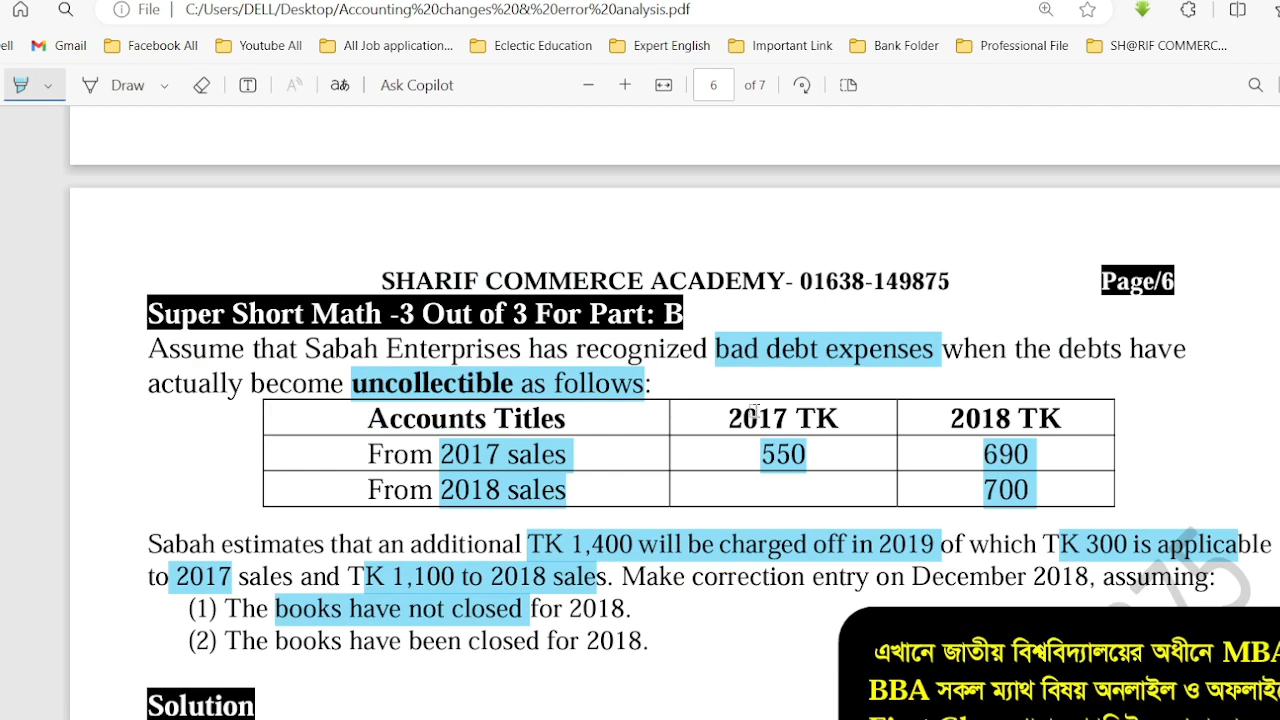 File C:/Users/DELL/Desktop/Accounting%20changes%20&%20error%20analysis.pdf
ell Gmail Facebook All Youtube All All Job application... Eclectic Education Expert English Important Link Bank Folder Professional File SH@RIF COMMERC...
Draw Ask Copilot 6 of 7
SHARIF COMMERCE ACADEMY- 01638-149875 Page/6
Super Short Math -3 Out of 3 For Part: B
Assume that Sabah Enterprises has recognized bad debt expenses when the debts have
actually become uncollectible as follows:
Accounts Titles 2017 TK 2018 TK
From 2017 sales 550 690
From 2018 sales 700
Sabah estimates that an additional TK 1,400 will be charged off in 2019 of which TK 300 is applicable
to 2017 sales and TK 1,100 to 2018 sales. Make correction entry on December 2018, assuming:
(1) The books have not closed for 2018.
(2) The books have been closed for 2018.
75
এখানে জাতীয় বিশ্ববিদ্যালয়ের অধীনে MBA
BBA সকল ম্যাথ বিষয় অনলাইন ও
Solution